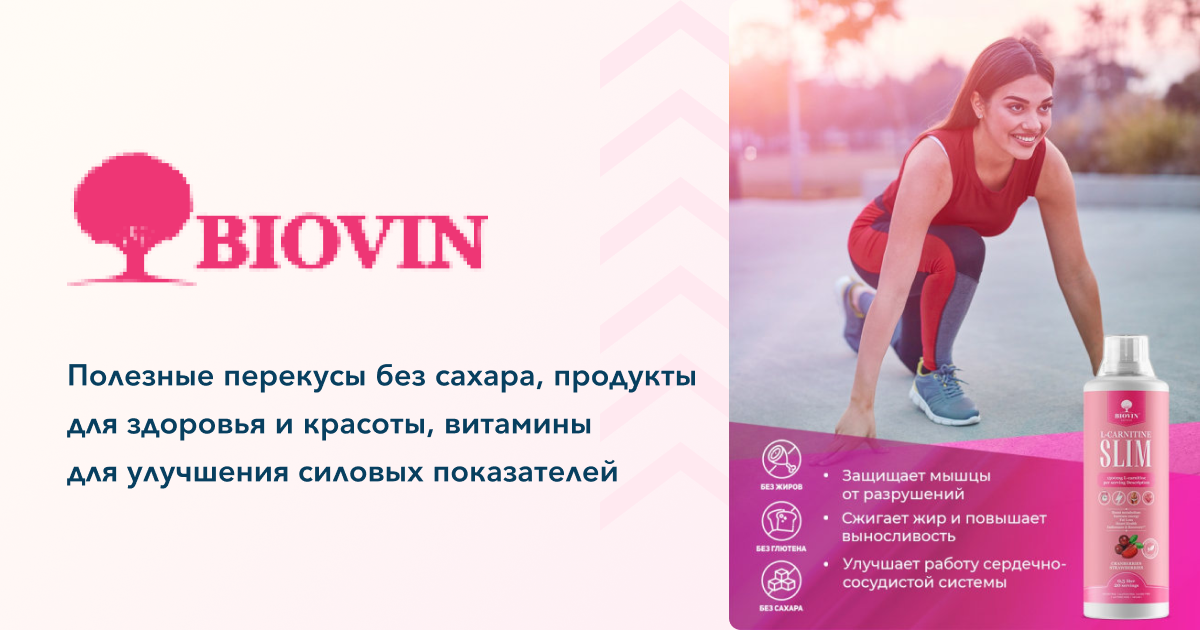 BIOVIN
Полезные перекусы без сахара, продукты
для здоровья и красоты, витамины
для улучшения силовых показателей
БЕЗ ЖИРОВ
БЕЗ ГЛЮТЕНА
БЕЗ САХАРА
• Защищает мышцы
от разрушений
• Сжигает жир и повышает
выносливость
• Улучшает работу сердечно-
сосудистой системы
BIOVIN
L-CARNITINE
SLIM